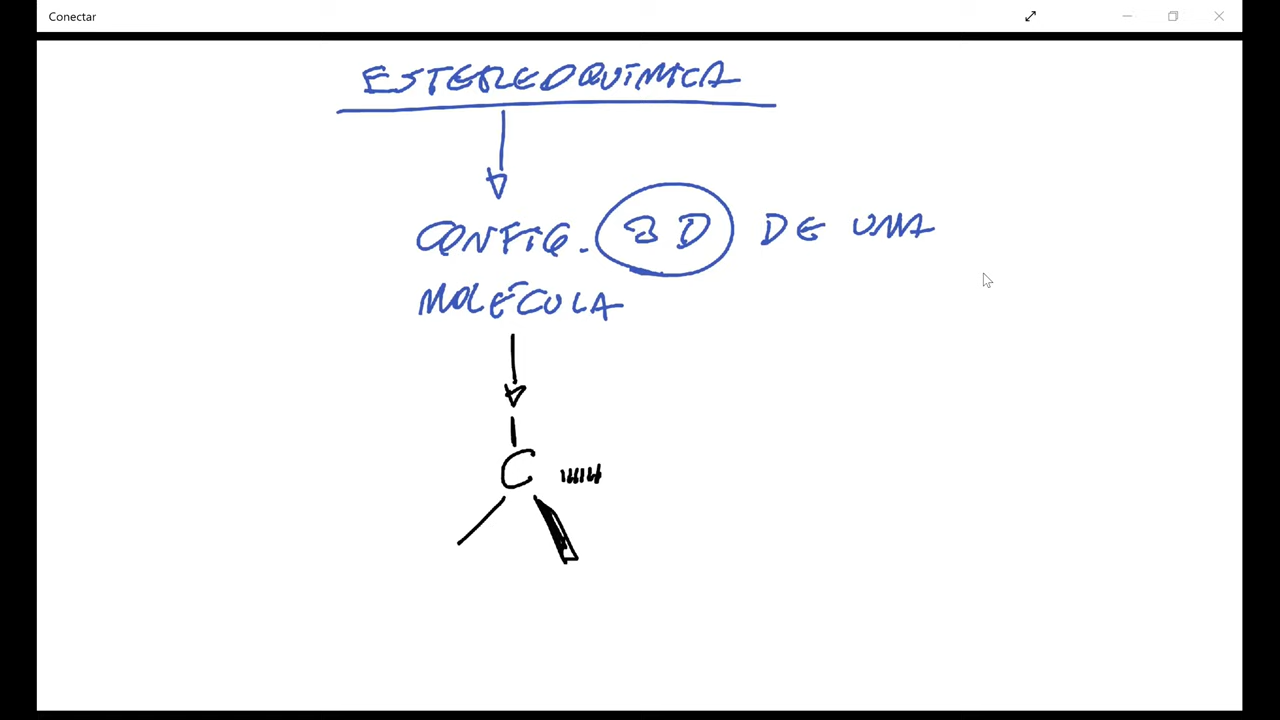 Conectar
ESTEREOQUÍMICA
CONFIG. 3D DE UMA
MOLÉCULA
C